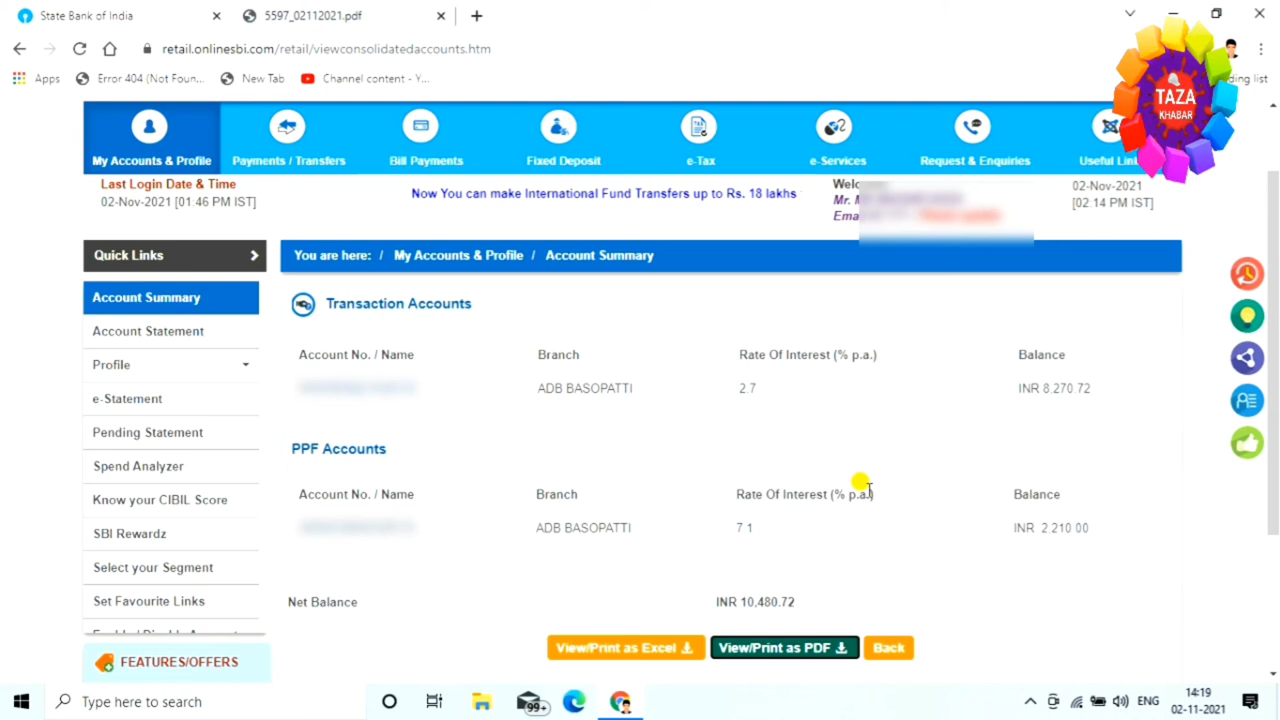 State Bank of India
5597_02112021.pdf
retail.onlinesbi.com/retail/viewconsolidatedaccounts.htm
Apps
Error 404 (Not Foun...
New Tab
Channel content - Y...
ding list
TAZA
KHABAR
My Accounts & Profile
Payments / Transfers
Bill Payments
Fixed Deposit
e-Tax
e-Services
Request & Enquiries
Useful Lin
Last Login Date & Time
02-Nov-2021 [01:46 PM IST]
Now You can make International Fund Transfers up to Rs. 18 lakhs
Welc
Mr.
Ema
02-Nov-2021
[02:14 PM IST]
Quick Links
You are here: / My Accounts & Profile / Account Summary
Account Summary
Account Statement
Profile
e-Statement
Pending Statement
Spend Analyzer
Know your CIBIL Score
SBI Rewardz
Select your Segment
Set Favourite Links
FEATURES/OFFERS
Transaction Accounts
Account No. / Name Branch Rate Of Interest (% p.a.) Balance
ADB BASOPATTI 2.7 INR 8,270.72
PPF Accounts
Account No. / Name Branch Rate Of Interest (% p.a.) Balance
ADB BASOPATTI 7 1 INR 2,210 00
Net Balance INR 10,480.72
View/Print as Excel
View/Print as PDF
Back
Type here to search
99+
ENG
14:19
02-11-2021